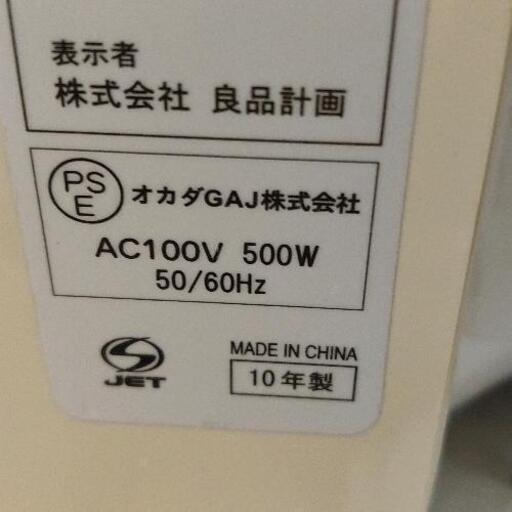 表示者
株式会社 良品計画
PS
E
オカダGAJ株式会社
AC100V 500W
50/60Hz
JET
MADE IN CHINA
10年製